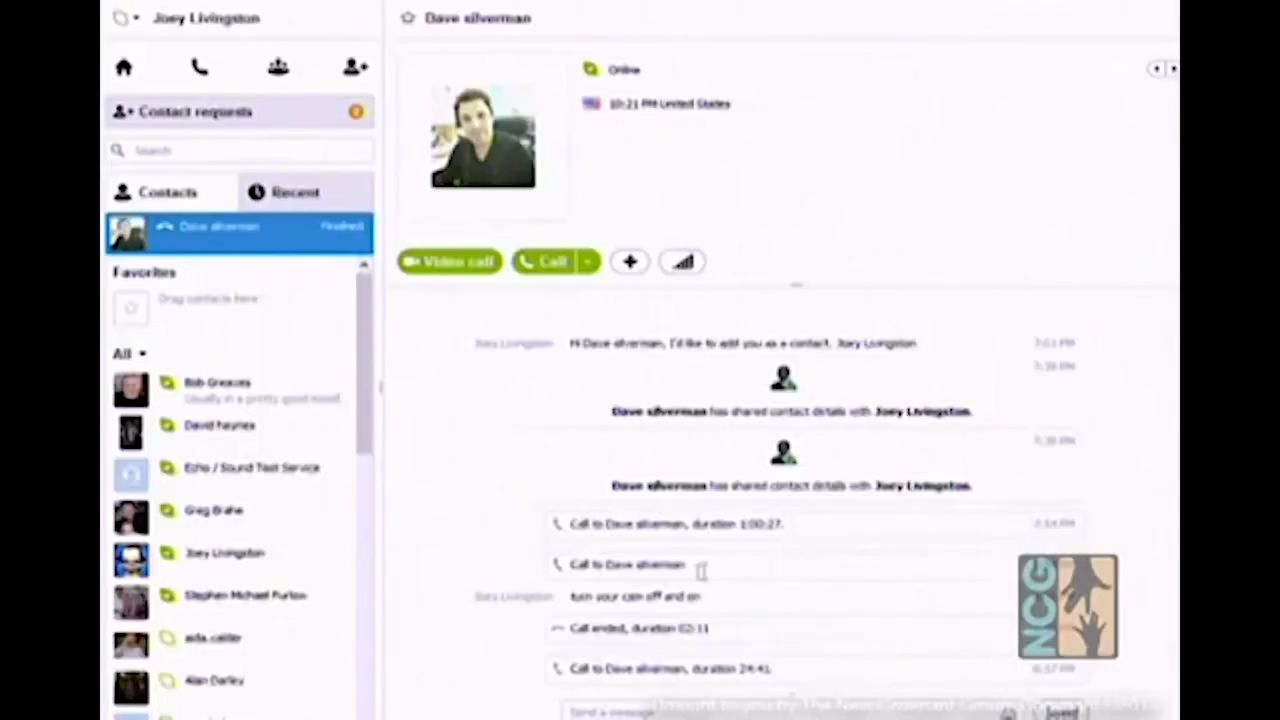 Joey Livingston
Contact requests
Search
Contacts
Recent
Dave silverman
Finished
Favorites
Drag contacts here
All
Bob Greaves
Usually in a pretty good mood.
David Haynes
Echo / Sound Test Service
Greg Brahe
Joey Livingston
Stephen Michael Purlow
aida.calder
Alan Darley
Dave silverman
Online
10:21 PM United States
Video call
Call
Joey Livingston
Hi Dave silverman, I'd like to add you as a contact. Joey Livingston
Dave silverman has shared contact details with Joey Livingston.
Dave silverman has shared contact details with Joey Livingston.
Call to Dave silverman, duration 1:00:27.
Call to Dave silverman
Joey Livingston
turn your cam off and on
Call ended, duration 02:11
Call to Dave silverman, duration 24:41.
Send a message
Send
NCG